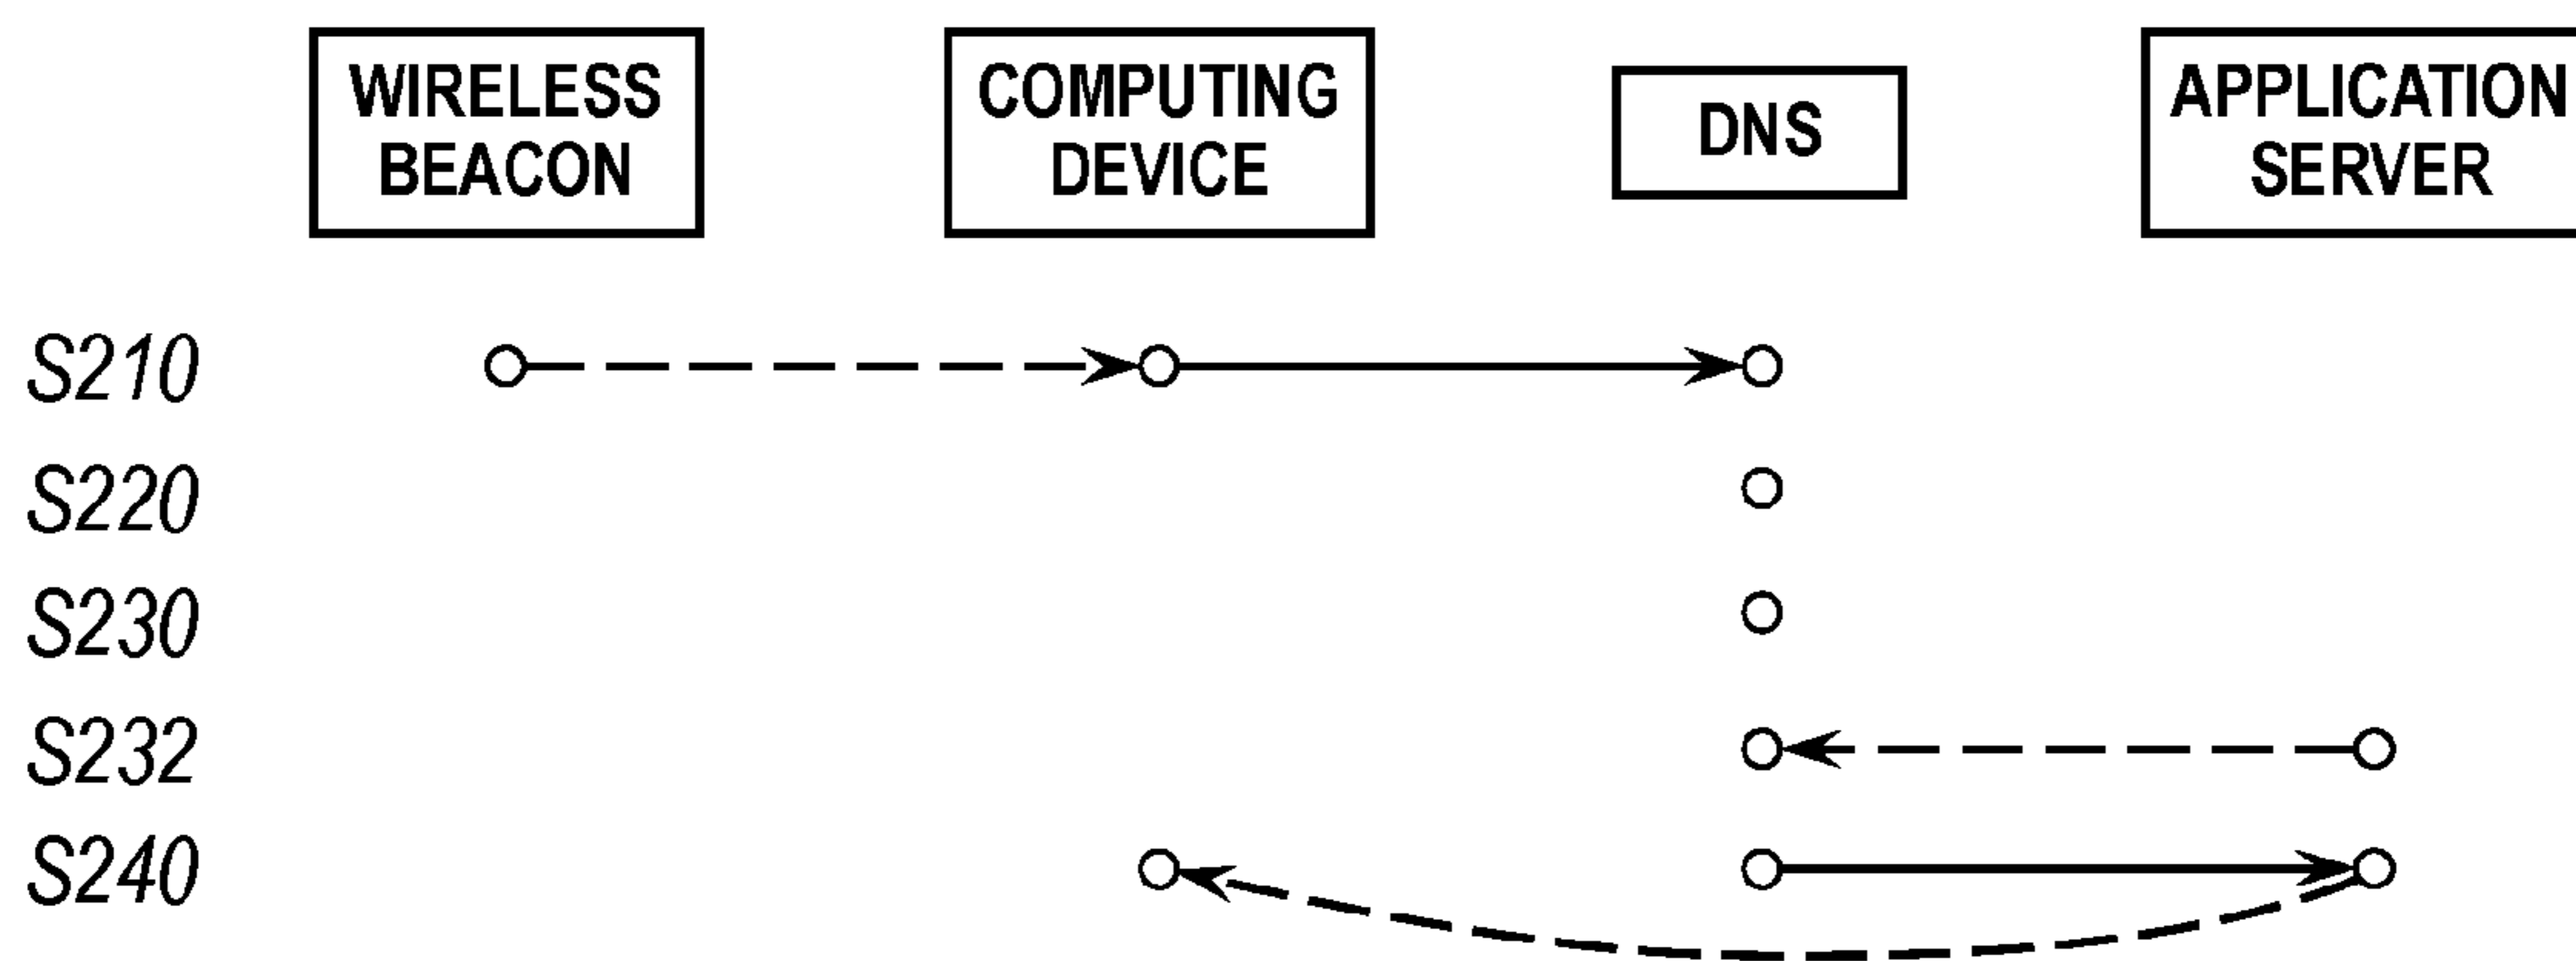 WIRELESS
BEACON
COMPUTING
DEVICE
DNS
APPLICATION
SERVER
S210
S220
S230
S232
S240